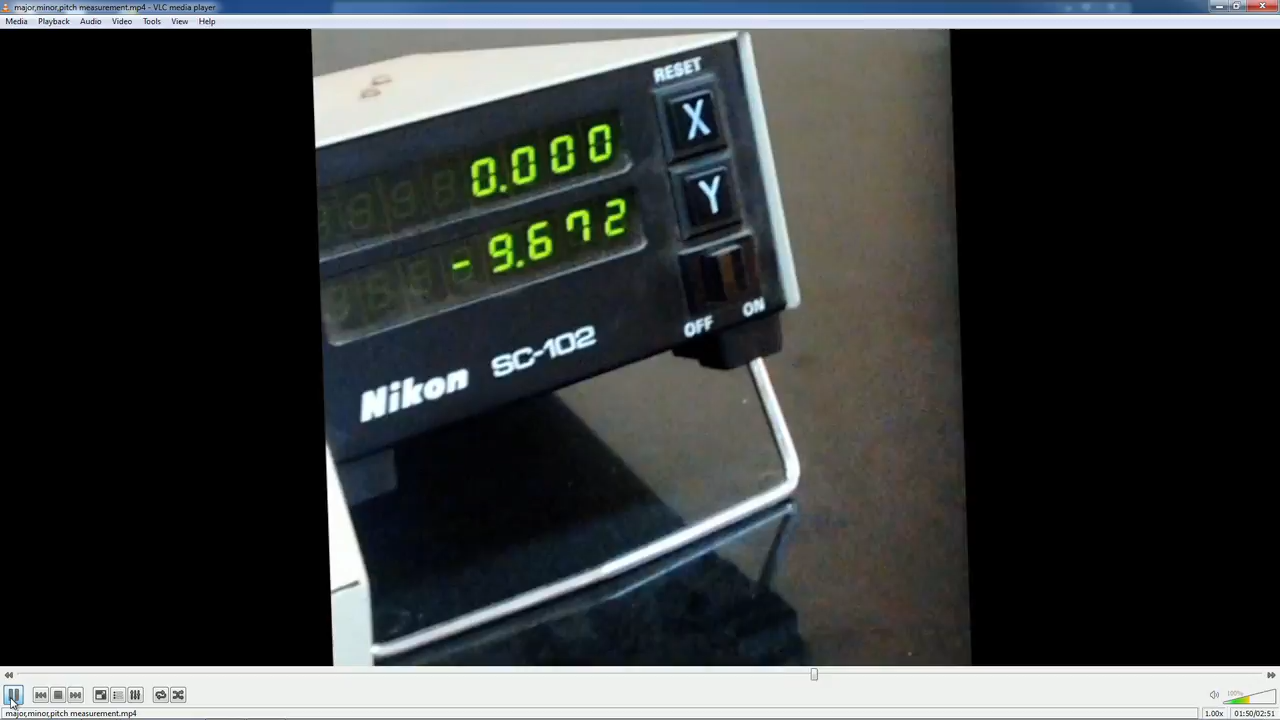 major,minor,pitch measurement.mp4 - VLC media player
Media Playback Audio Video Tools View Help
RESET
X
0.000
Y
-9.672
OFF ON
Nikon SC-102
100%
major,minor,pitch measurement.mp4
1.00x 01:50/02:51